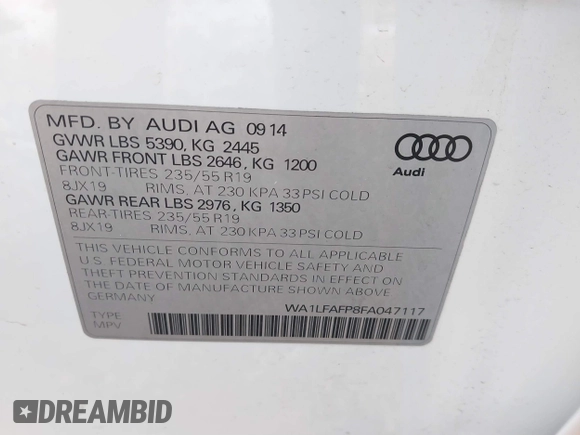 MFD. BY AUDI AG 09 14
GVWR LBS 5390, KG 2445
GAWR FRONT LBS 2646, KG 1200
FRONT-TIRES 235/55 R19
8JX19 RIMS, AT 230 KPA 33 PSI COLD
GAWR REAR LBS 2976, KG 1350
REAR-TIRES 235/55 R19
8JX19 RIMS, AT 230 KPA 33 PSI COLD
Audi
THIS VEHICLE CONFORMS TO ALL APPLICABLE
U.S. FEDERAL MOTOR VEHICLE SAFETY AND
THEFT PREVENTION STANDARDS IN EFFECT ON
THE DATE OF MANUFACTURE SHOWN ABOVE.
GERMANY
WA1LFAFP8FA047117
TYPE
MPV
DREAMBID